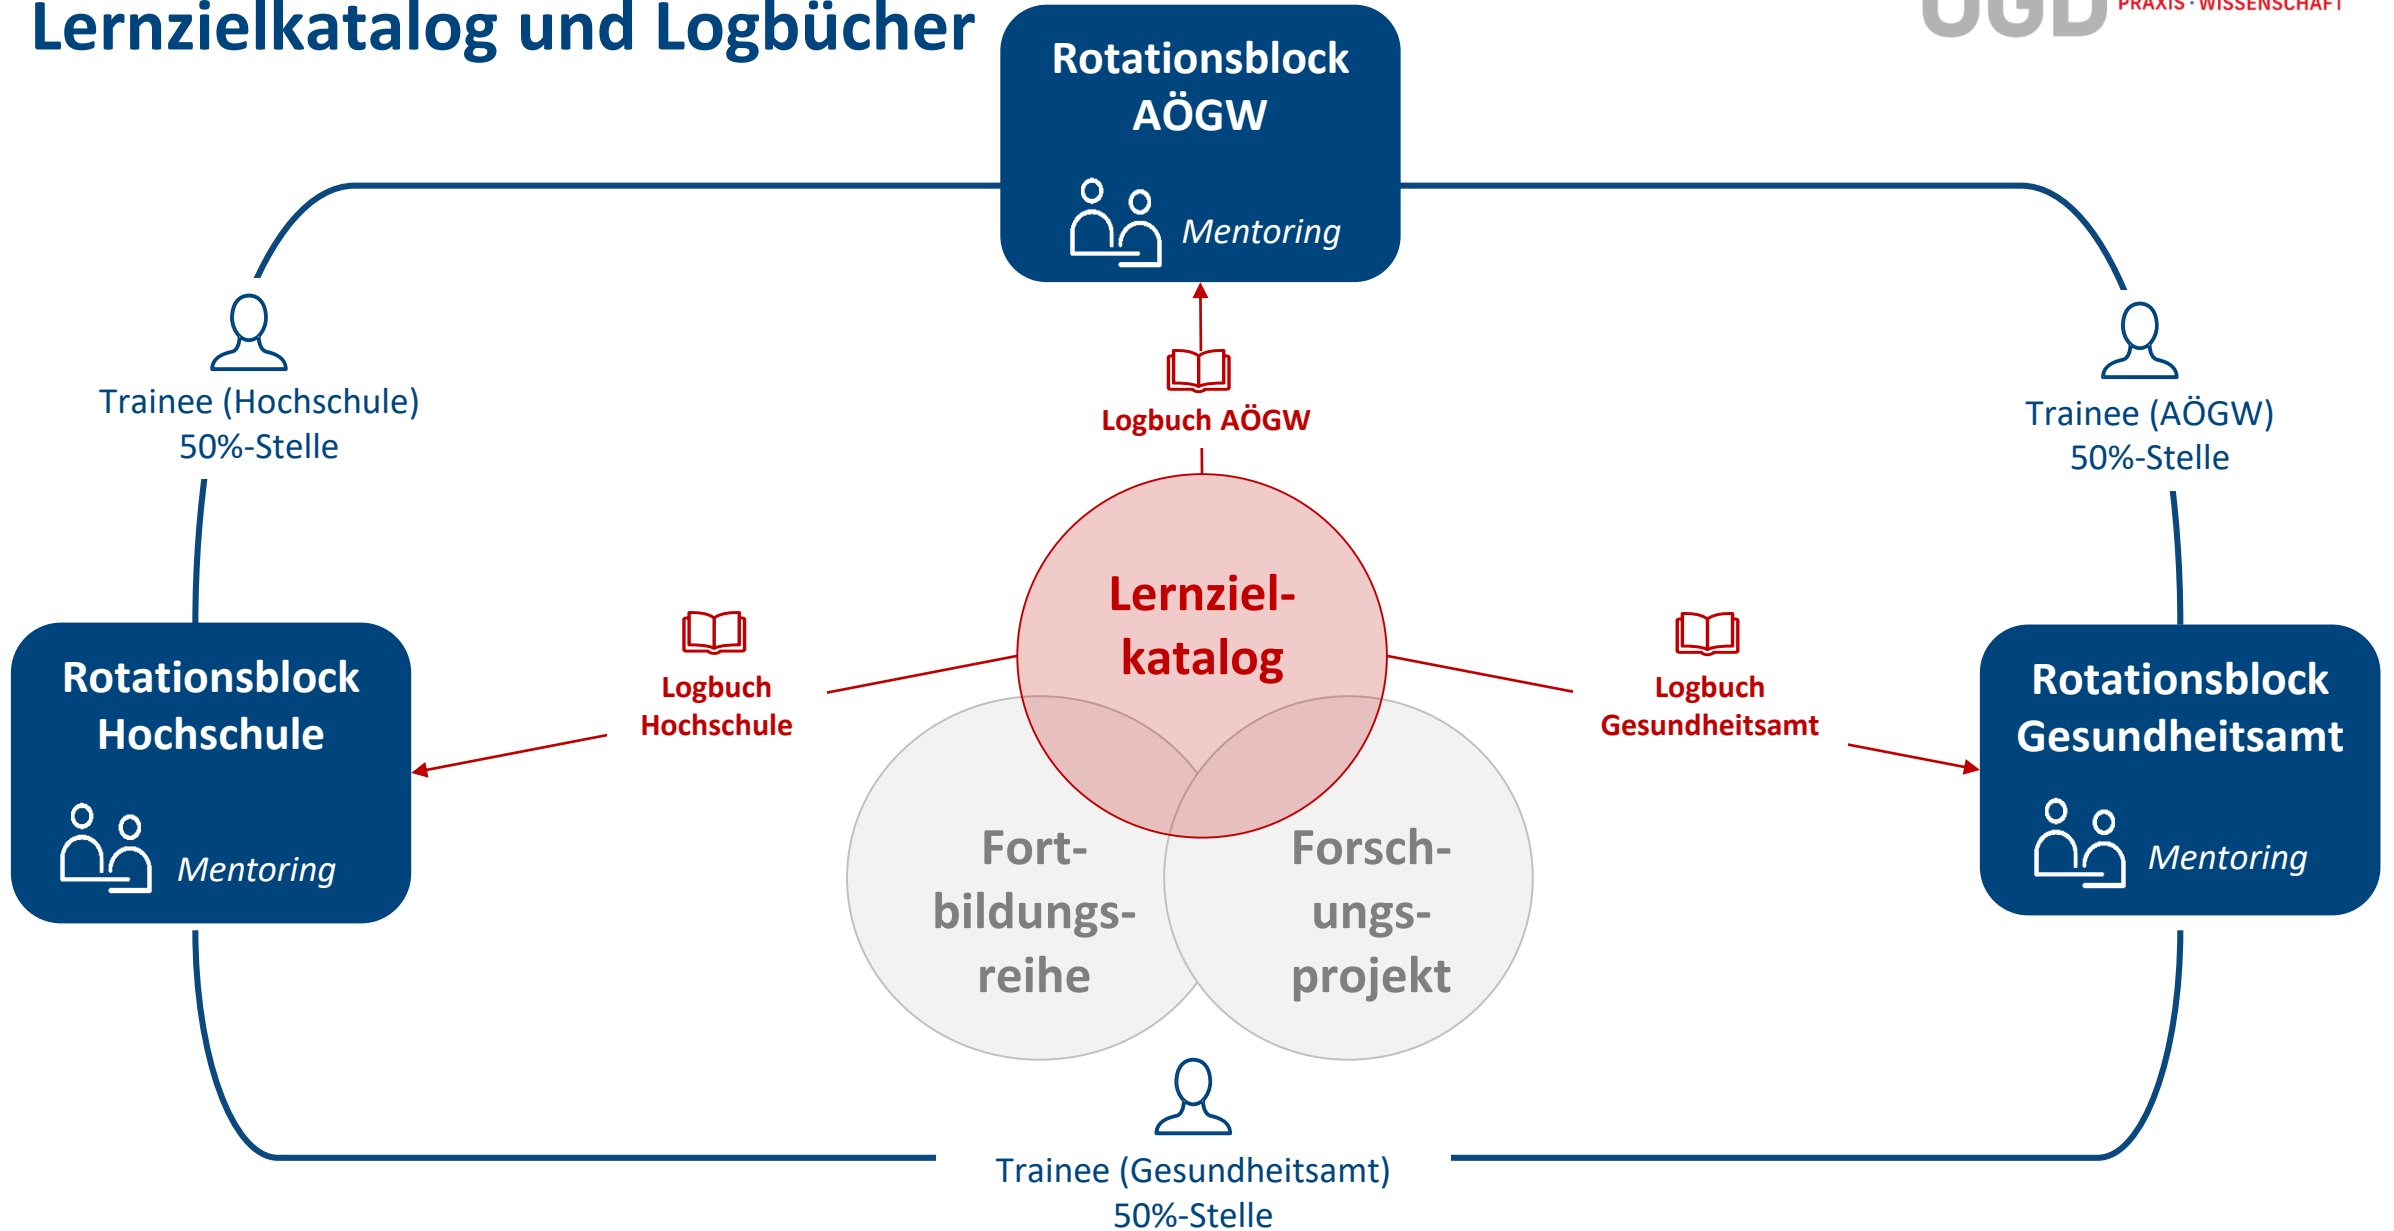 Lernzielkatalog und Logbücher
PRAXIS · WISSENSCHAFT
Rotationsblock
AÖGW
Mentoring
Trainee (Hochschule)
50%-Stelle
Trainee (AÖGW)
50%-Stelle
Logbuch AÖGW
Lernziel-
katalog
Logbuch
Hochschule
Logbuch
Gesundheitsamt
Rotationsblock
Hochschule
Mentoring
Rotationsblock
Gesundheitsamt
Mentoring
Fort-
bildungs-
reihe
Forsch-
ungs-
projekt
Trainee (Gesundheitsamt)
50%-Stelle